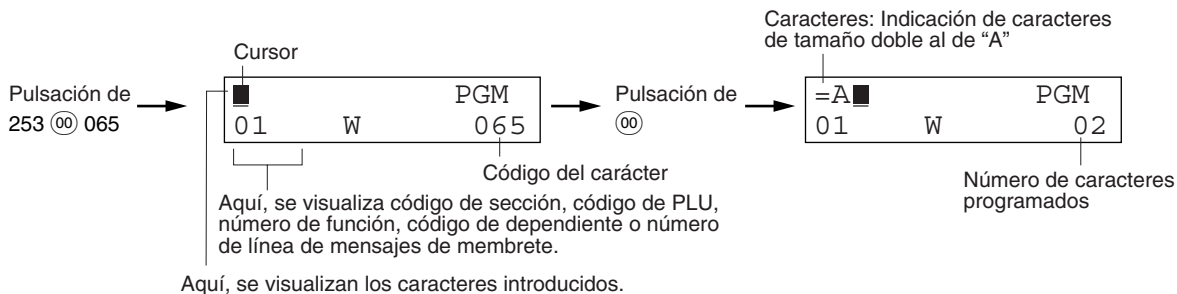 Pulsación de
253 00 065
Cursor
PGM
01 W 065
Código del carácter
Aquí, se visualiza código de sección, código de PLU,
número de función, código de dependiente o número
de línea de mensajes de membrete.
Aquí, se visualizan los caracteres introducidos.
Pulsación de
00
Caracteres: Indicación de caracteres
de tamaño doble al de “A”
=A PGM
01 W 02
Número de caracteres
programados